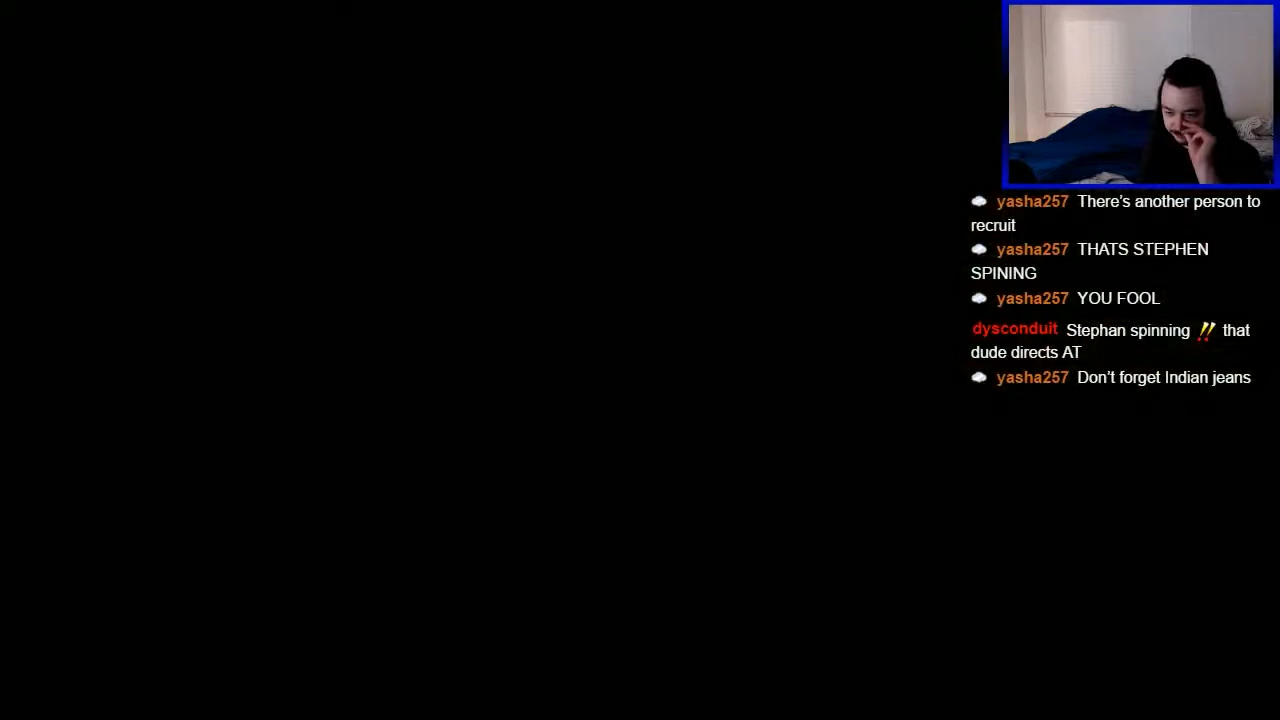 yasha257 There's another person to
recruit
yasha257 THATS STEPHEN
SPINING
yasha257 YOU FOOL
dysconduit Stephan spinning ‼ that
dude directs AT
yasha257 Don't forget Indian jeans